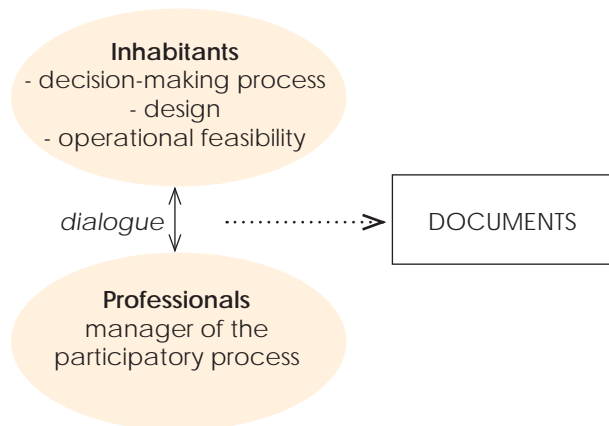 Inhabitants
- decision-making process
- design
- operational feasibility
dialogue
DOCUMENTS
Professionals
manager of the
participatory process